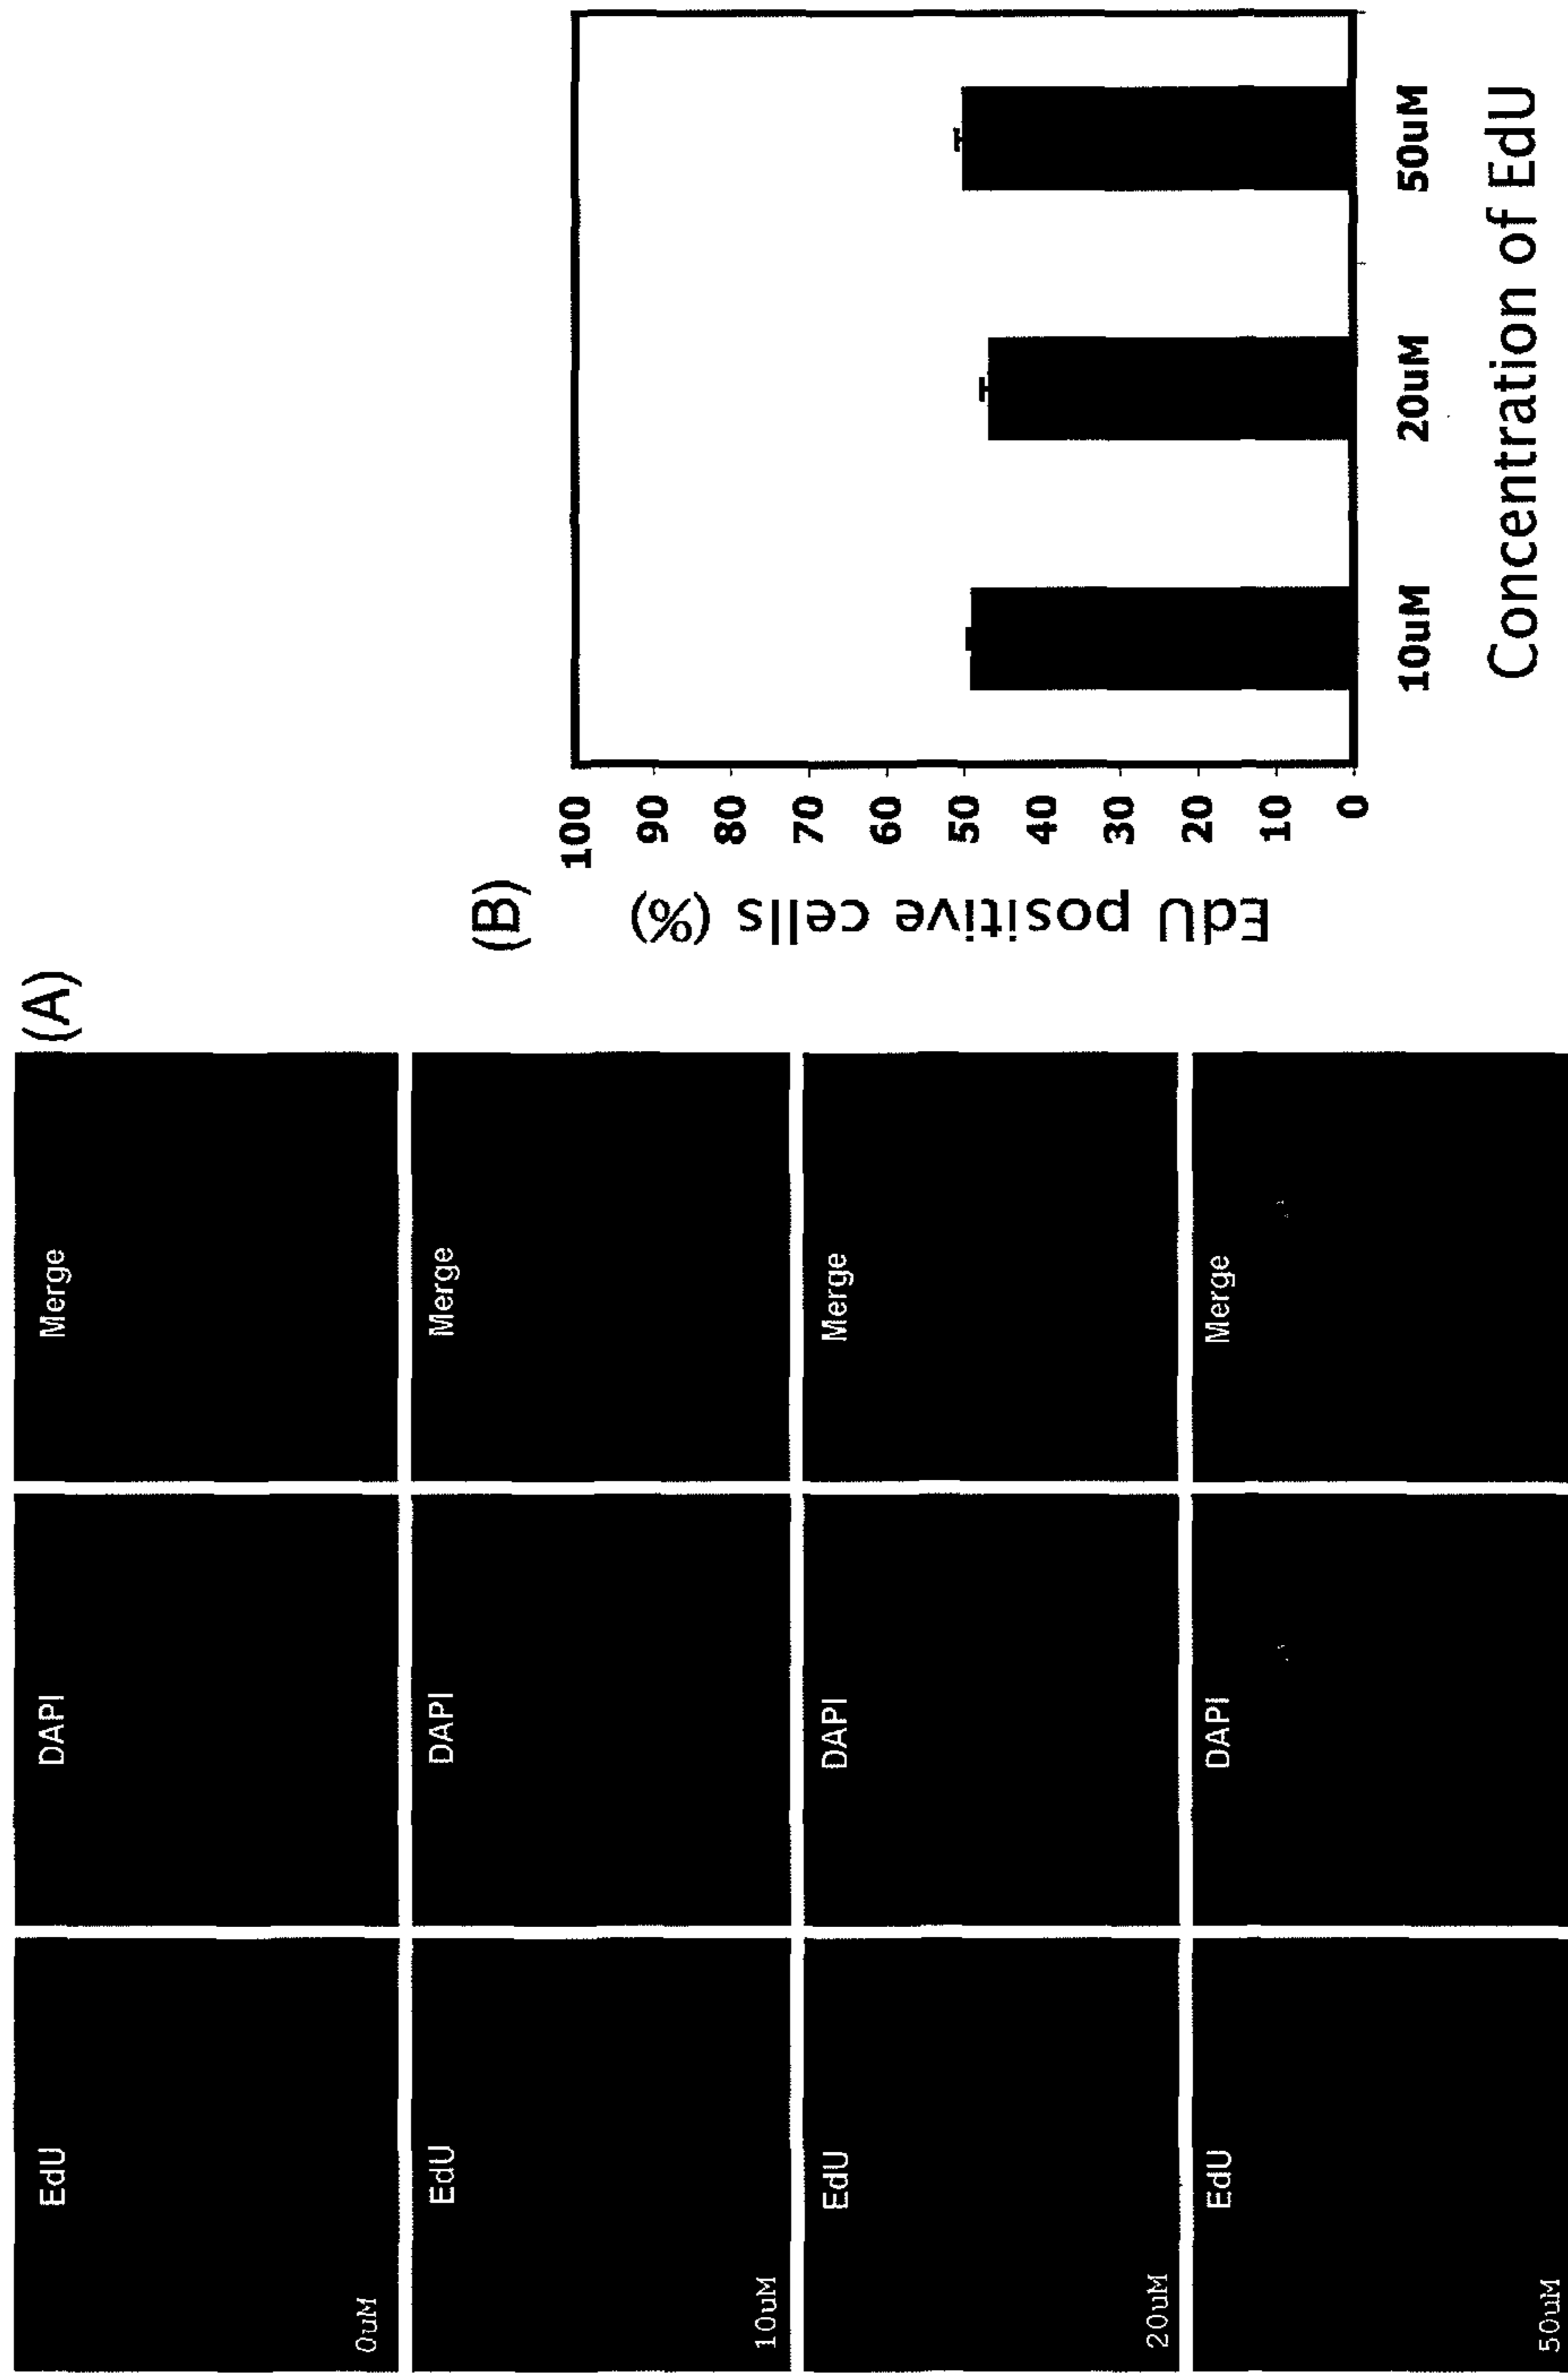 (A)
EdU DAPI Merge
0uM
EdU DAPI Merge
10uM
EdU DAPI Merge
20uM
EdU DAPI Merge
50uM
(B)
EdU positive cells (%)
100
90
80
70
60
50
40
30
20
10
0
10uM 20uM 50uM
Concentration of EdU